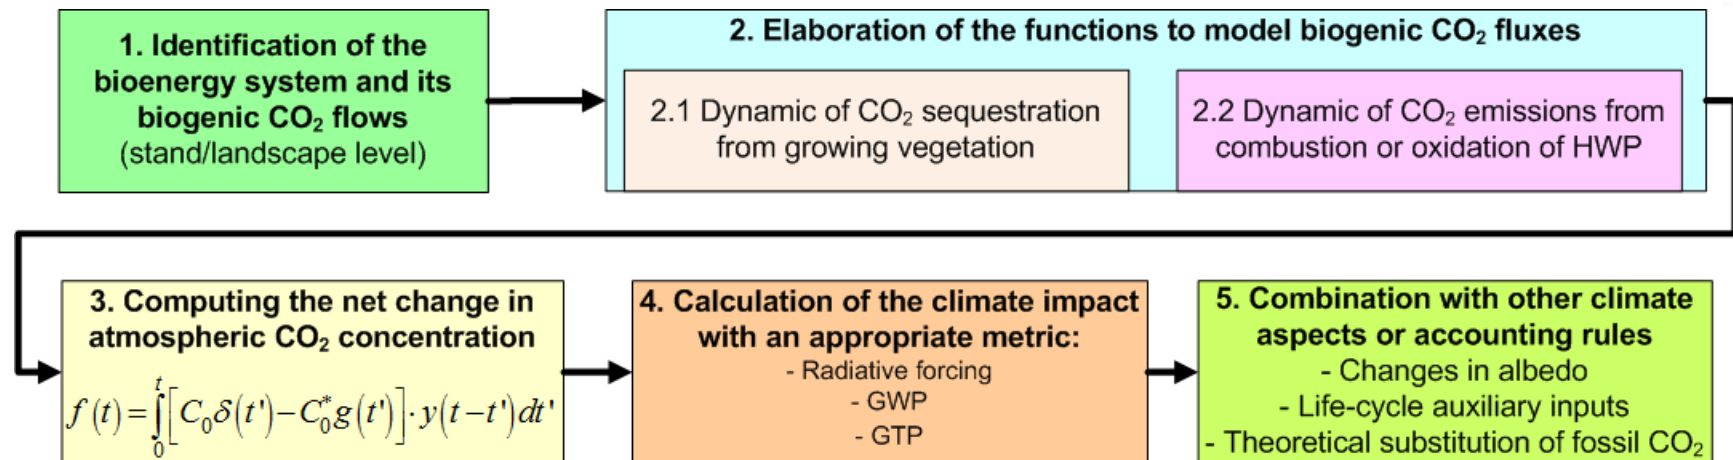 1. Identification of the
bioenergy system and its
biogenic CO₂ flows
(stand/landscape level)
2. Elaboration of the functions to model biogenic CO₂ fluxes
2.1 Dynamic of CO₂ sequestration
from growing vegetation
2.2 Dynamic of CO₂ emissions from
combustion or oxidation of HWP
3. Computing the net change in
atmospheric CO₂ concentration
f(t)=∫₀ᵗ[C₀δ(t')−C₀*g(t')]·y(t−t')dt'
4. Calculation of the climate impact
with an appropriate metric:
- Radiative forcing
- GWP
- GTP
5. Combination with other climate
aspects or accounting rules
- Changes in albedo
- Life-cycle auxiliary inputs
- Theoretical substitution of fossil CO₂